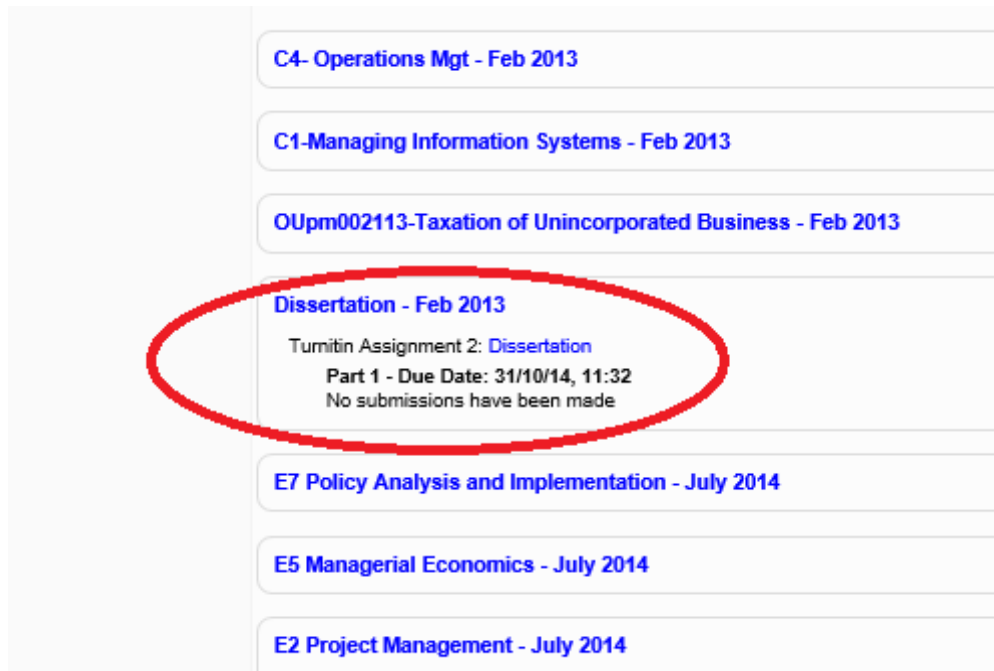 C4- Operations Mgt - Feb 2013
C1-Managing Information Systems - Feb 2013
OUpm002113-Taxation of Unincorporated Business - Feb 2013
Dissertation - Feb 2013
Turnitin Assignment 2: Dissertation
Part 1 - Due Date: 31/10/14, 11:32
No submissions have been made
E7 Policy Analysis and Implementation - July 2014
E5 Managerial Economics - July 2014
E2 Project Management - July 2014